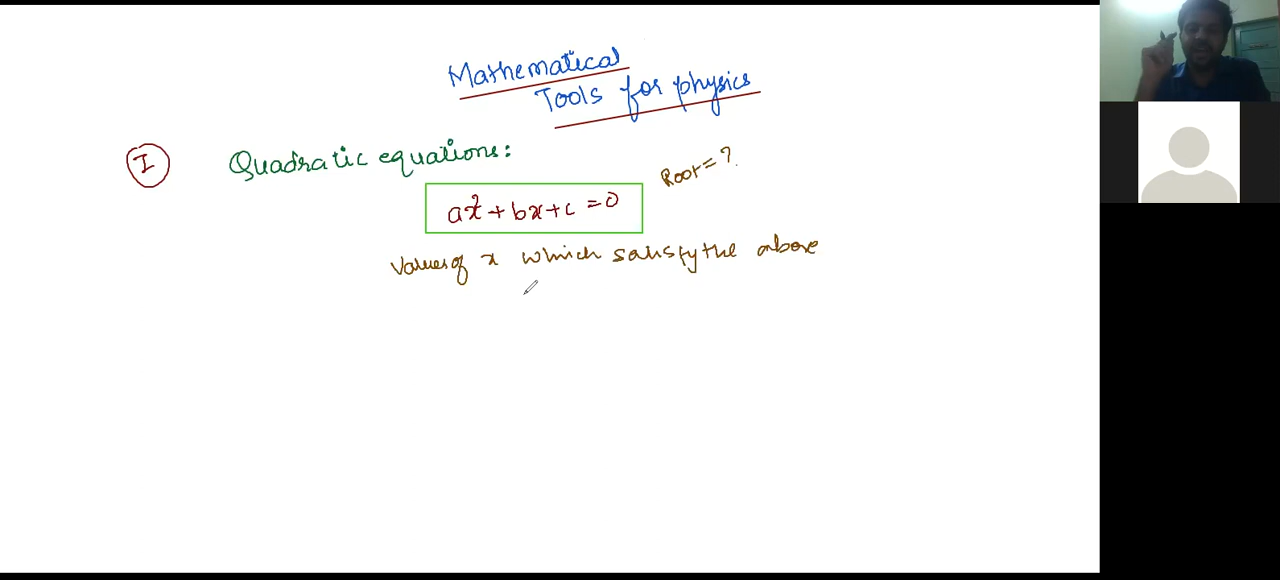 Mathematical
Tools for physics
I Quadratic equations:
Root = ?
ax² + bx + c = 0
Values of x which satisfy the above